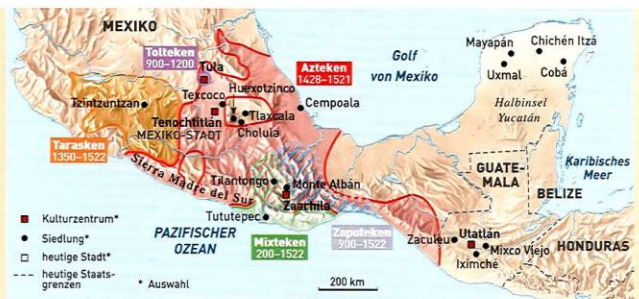 MEXIKO
Tolteken
900–1200
Tula
Golf
von Mexiko
Mayapán
Chichén Itzá
Uxmal
Cobá
Halbinsel
Yucatán
Huexotzinco
Azteken
1428–1521
Texcoco
Cempoala
Tzintzuntzan
Tlaxcala
Tenochtitlán
MEXIKO-STADT
Cholula
Tarasken
1350–1522
Sierra Madre del Sur
Tilantongo
Monte Albán
Zaachila
GUATE-
MALA
Karibisches
Meer
BELIZE
Tututepec
PAZIFISCHER
OZEAN
Mixteken
200–1522
Zapoteken
900–1522
Zaculeu
Utatlán
Mixco Viejo
Iximché
HONDURAS
Kulturzentrum*
Siedlung*
heutige Stadt*
heutige Staats-
grenzen
* Auswahl
200 km